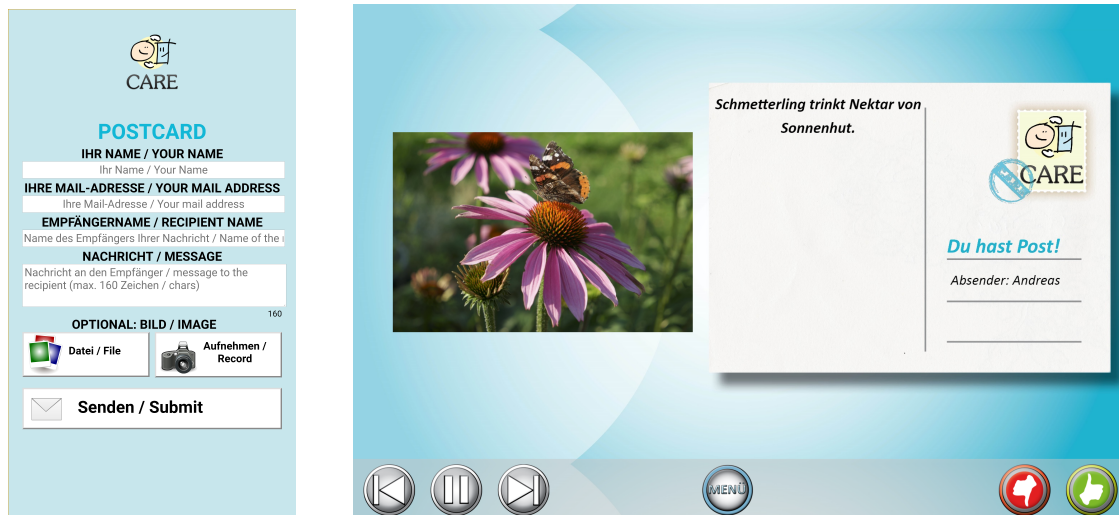 CARE
POSTCARD
IHR NAME / YOUR NAME
Ihr Name / Your Name
IHRE MAIL-ADRESSE / YOUR MAIL ADDRESS
Ihre Mail-Adresse / Your mail address
EMPFÄNGERNAME / RECIPIENT NAME
Name des Empfängers Ihrer Nachricht / Name of the
NACHRICHT / MESSAGE
Nachricht an den Empfänger / message to the
recipient (max. 160 Zeichen / chars)
160
OPTIONAL: BILD / IMAGE
Datei / File
Aufnehmen /
Record
Senden / Submit
Schmetterling trinkt Nektar von
Sonnenhut.
CARE
Du hast Post!
Absender: Andreas
MENÜ